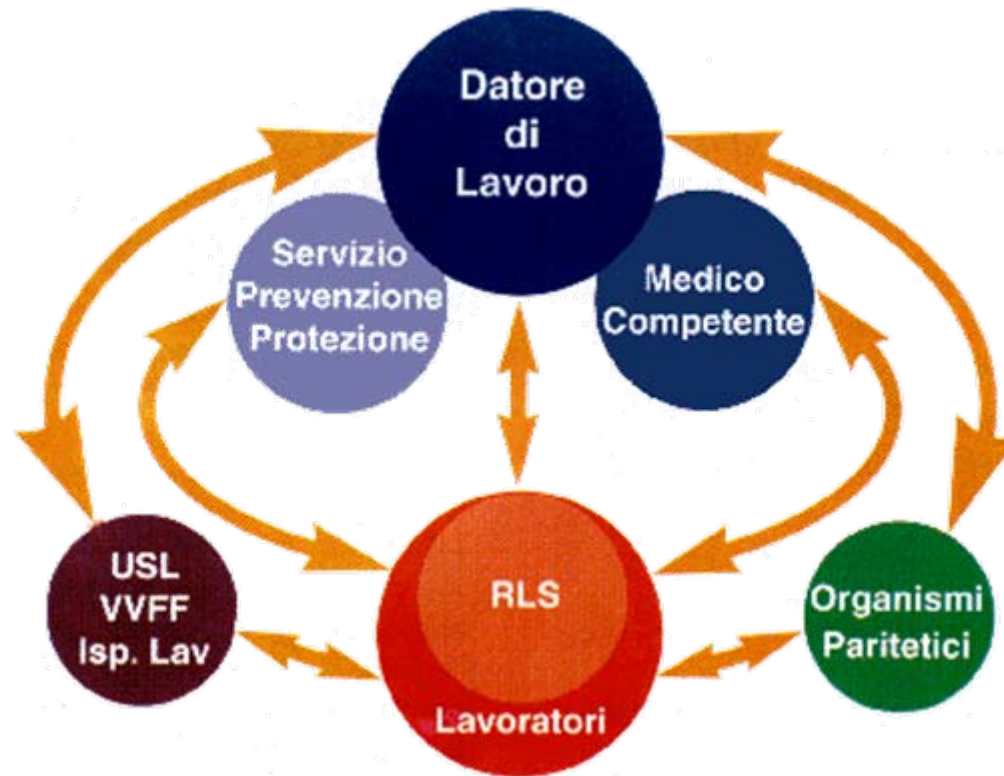 Datore
di
Lavoro
Servizio
Prevenzione
Protezione
Medico
Competente
USL
VVFF
Isp. Lav
RLS
Lavoratori
Organismi
Paritetici